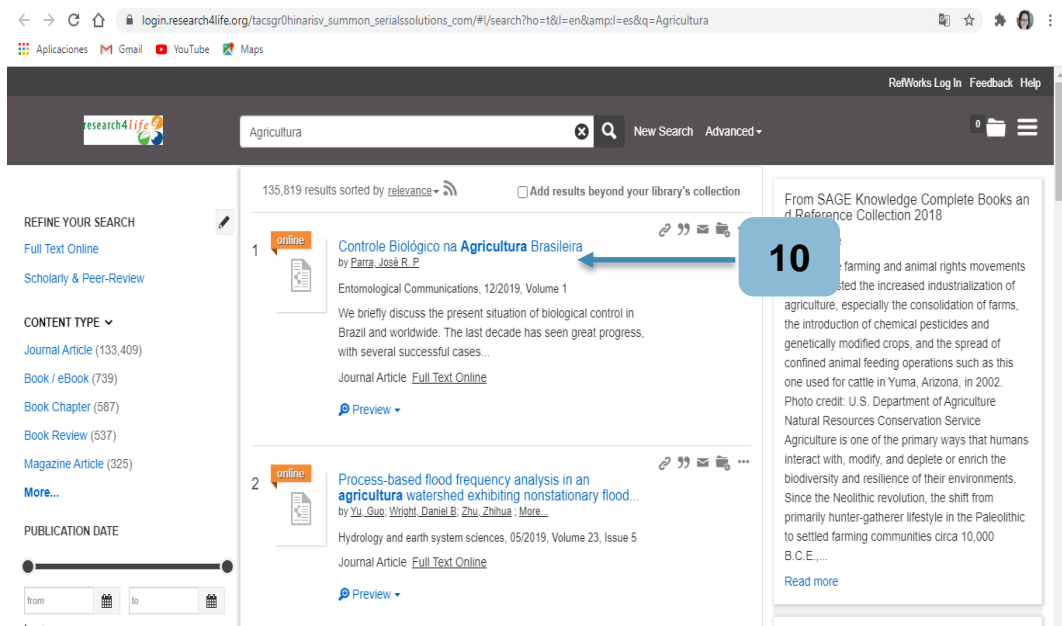 login.research4life.org/tacsgr0hinarisv_summon_serialssolutions_com/#!/search?ho=t&l=en&amp;l=es&q=Agricultura
Aplicaciones Gmail YouTube Maps
RefWorks Log In Feedback Help
research4life
Agricultura
New Search Advanced
0
135,819 results sorted by relevance
Add results beyond your library's collection
REFINE YOUR SEARCH
Full Text Online
Scholarly & Peer-Review
CONTENT TYPE
Journal Article (133,409)
Book / eBook (739)
Book Chapter (587)
Book Review (537)
Magazine Article (325)
More...
PUBLICATION DATE
from to
1
online
Controle Biológico na Agricultura Brasileira
by Parra, José R. P
Entomological Communications, 12/2019, Volume 1
We briefly discuss the present situation of biological control in
Brazil and worldwide. The last decade has seen great progress,
with several successful cases...
Journal Article Full Text Online
Preview
2
online
Process-based flood frequency analysis in an
agricultura watershed exhibiting nonstationary flood...
by Yu, Guo; Wright, Daniel B; Zhu, Zhihua ; More...
Hydrology and earth system sciences, 05/2019, Volume 23, Issue 5
Journal Article Full Text Online
Preview
10
From SAGE Knowledge Complete Books an
d Reference Collection 2018
farming and animal rights movements
the increased industrialization of
agriculture, especially the consolidation of farms,
the introduction of chemical pesticides and
genetically modified crops, and the spread of
confined animal feeding operations such as this
one used for cattle in Yuma, Arizona, in 2002.
Photo credit: U.S. Department of Agriculture
Natural Resources Conservation Service
Agriculture is one of the primary ways that humans
interact with, modify, and deplete or enrich the
biodiversity and resilience of their environments.
Since the Neolithic revolution, the shift from
primarily hunter-gatherer lifestyle in the Paleolithic
to settled farming communities circa 10,000
B.C.E.,...
Read more